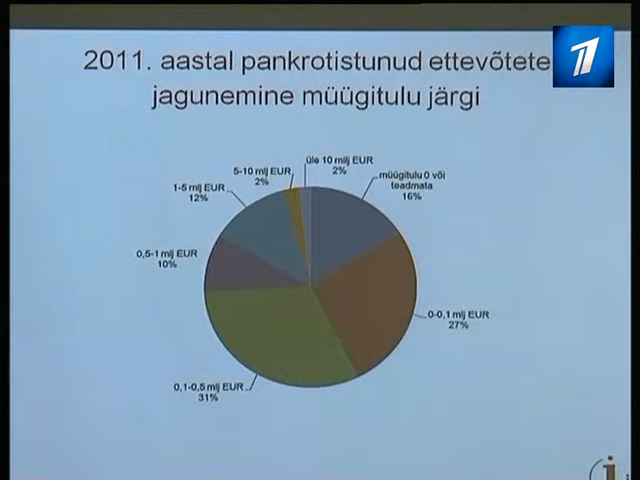 2011. aastal pankrotistunud ettevõtete
jagunemine müügitulu järgi
üle 10 milj EUR
2%
5-10 mlj EUR
2%
müügitulu 0 või
teadmata
16%
1-5 mlj EUR
12%
0,5-1 mlj EUR
10%
0-0,1 mlj EUR
27%
0,1-0,5 mlj EUR
31%
1
i